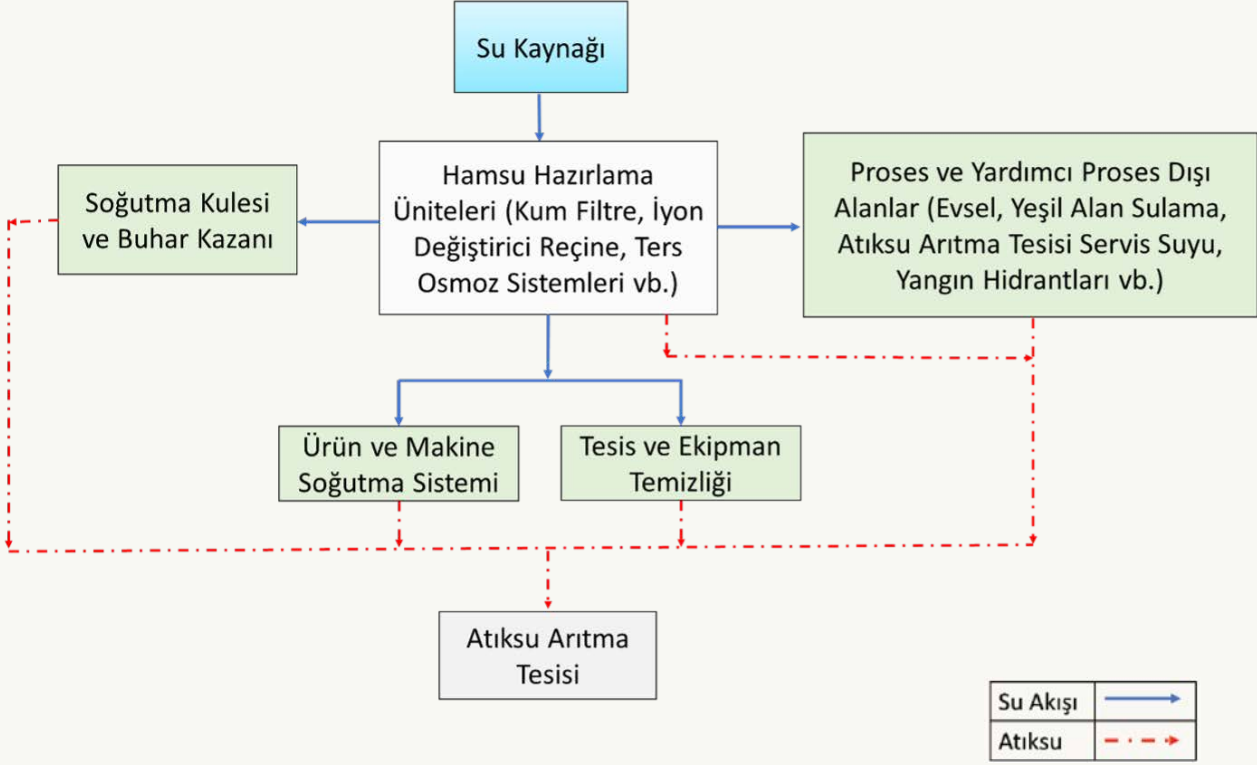 Su Kaynağı
Hamsu Hazırlama
Üniteleri (Kum Filtre, İyon
Değiştirici Reçine, Ters
Osmoz Sistemleri vb.)
Soğutma Kulesi
ve Buhar Kazanı
Proses ve Yardımcı Proses Dışı
Alanlar (Evsel, Yeşil Alan Sulama,
Atıksu Arıtma Tesisi Servis Suyu,
Yangın Hidrantları vb.)
Ürün ve Makine
Soğutma Sistemi
Tesis ve Ekipman
Temizliği
Atıksu Arıtma
Tesisi
Su Akışı
Atıksu